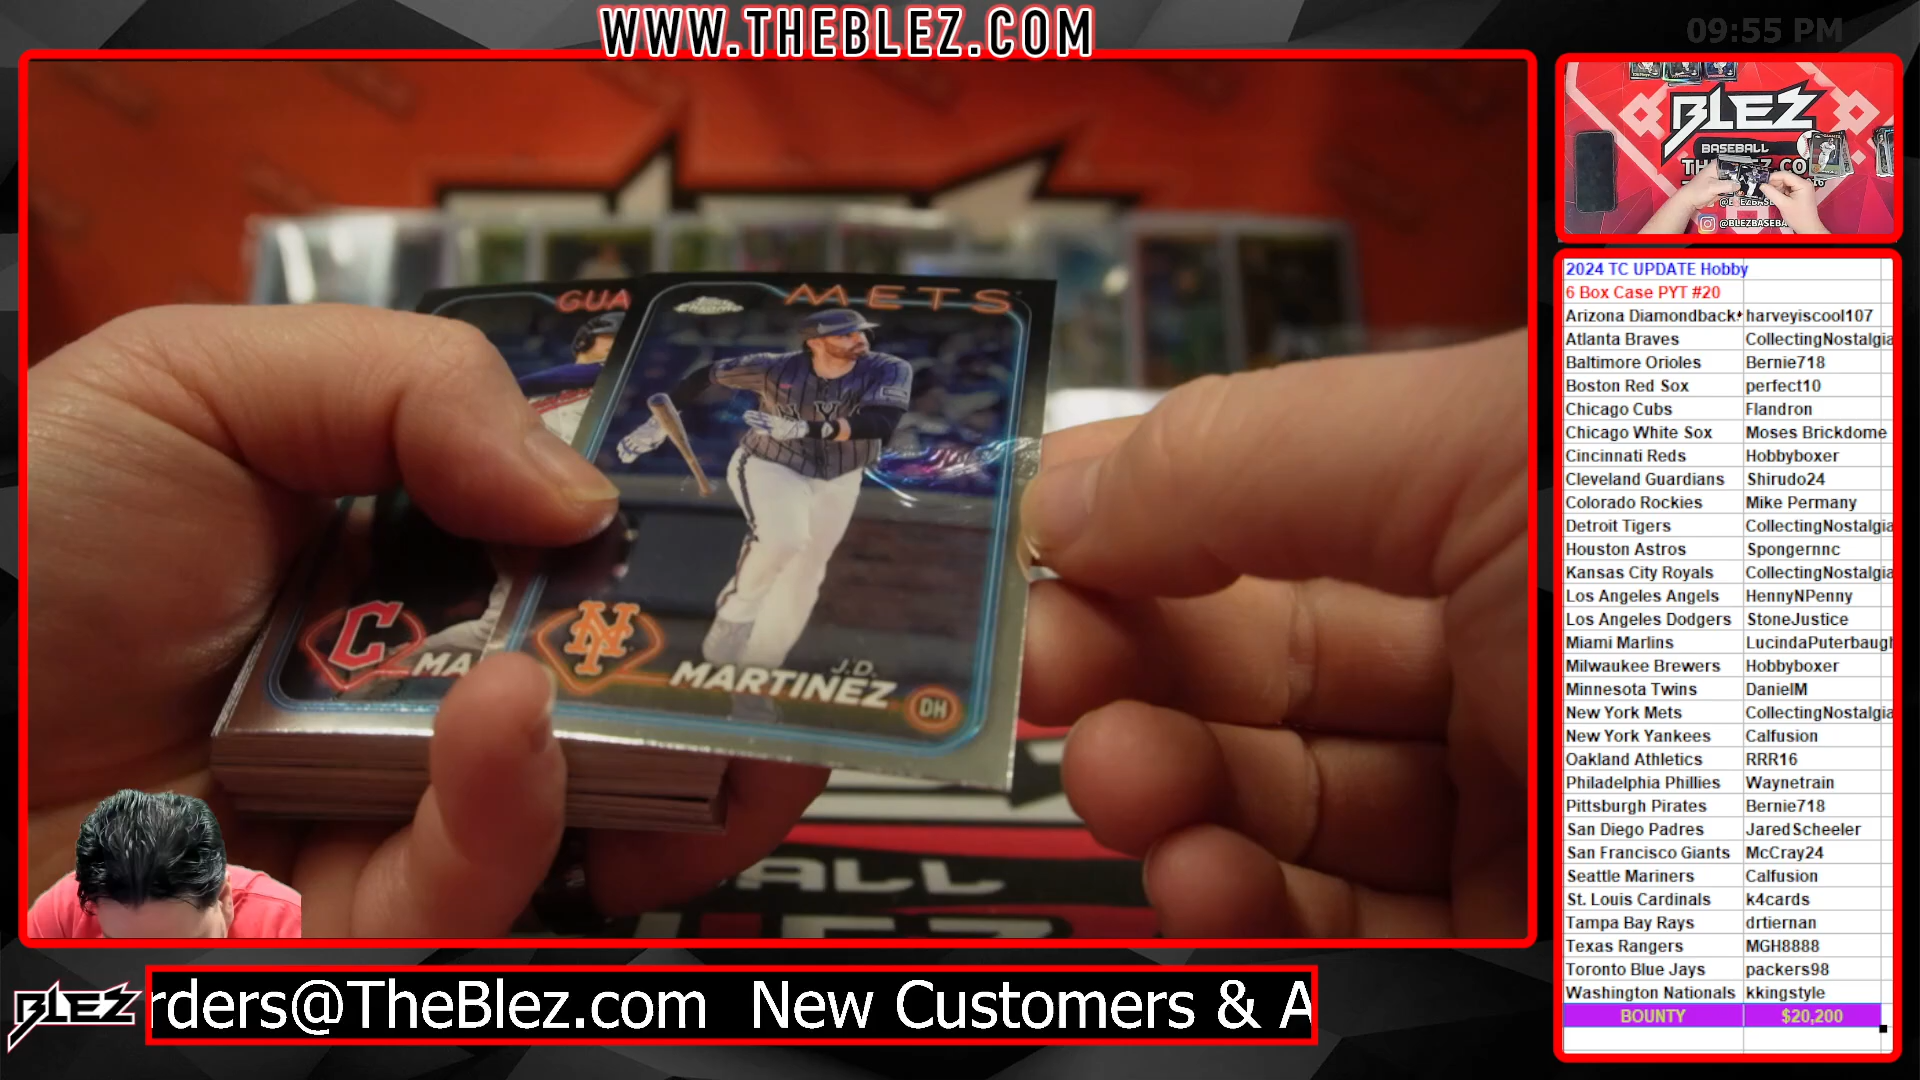 WWW.THEBLEZ.COM
09:55 PM
BLEZ
BASEBALL
@BLEZBASEBA
METS
GUA
C
MA
NY
J.D.
MARTINEZ
DH
2024 TC UPDATE Hobby
6 Box Case PYT #20
Arizona Diamondback harveyiscool107
Atlanta Braves CollectingNostalgia
Baltimore Orioles Bernie718
Boston Red Sox perfect10
Chicago Cubs Flandron
Chicago White Sox Moses Brickdome
Cincinnati Reds Hobbyboxer
Cleveland Guardians Shirudo24
Colorado Rockies Mike Permany
Detroit Tigers CollectingNostalgia
Houston Astros Spongernnc
Kansas City Royals CollectingNostalgia
Los Angeles Angels HennyNPenny
Los Angeles Dodgers StoneJustice
Miami Marlins LucindaPuterbaugh
Milwaukee Brewers Hobbyboxer
Minnesota Twins DanielM
New York Mets CollectingNostalgia
New York Yankees Calfusion
Oakland Athletics RRR16
Philadelphia Phillies Waynetrain
Pittsburgh Pirates Bernie718
San Diego Padres JaredScheeler
San Francisco Giants McCray24
Seattle Mariners Calfusion
St. Louis Cardinals k4cards
Tampa Bay Rays drtiernan
Texas Rangers MGH8888
Toronto Blue Jays packers98
Washington Nationals kkingstyle
BOUNTY $20,200
BLEZ
rders@TheBlez.com New Customers & A